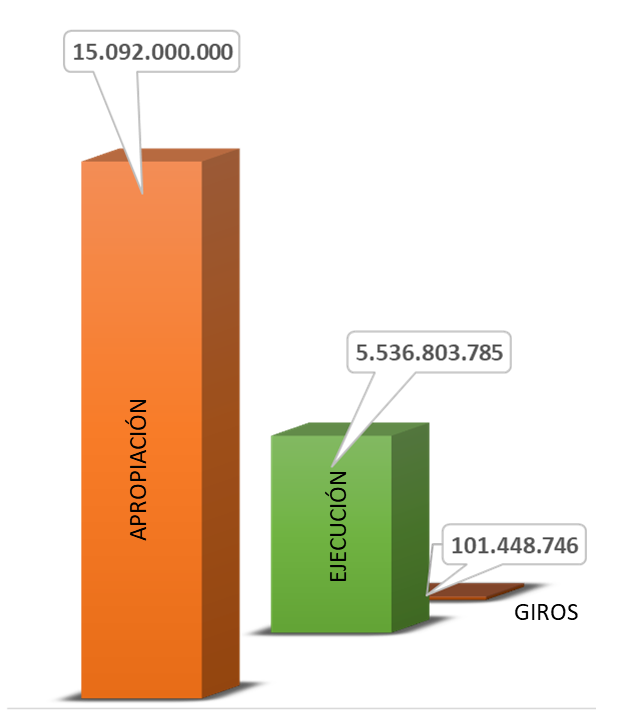 15.092.000.000
APROPIACIÓN
5.536.803.785
EJECUCIÓN
101.448.746
GIROS